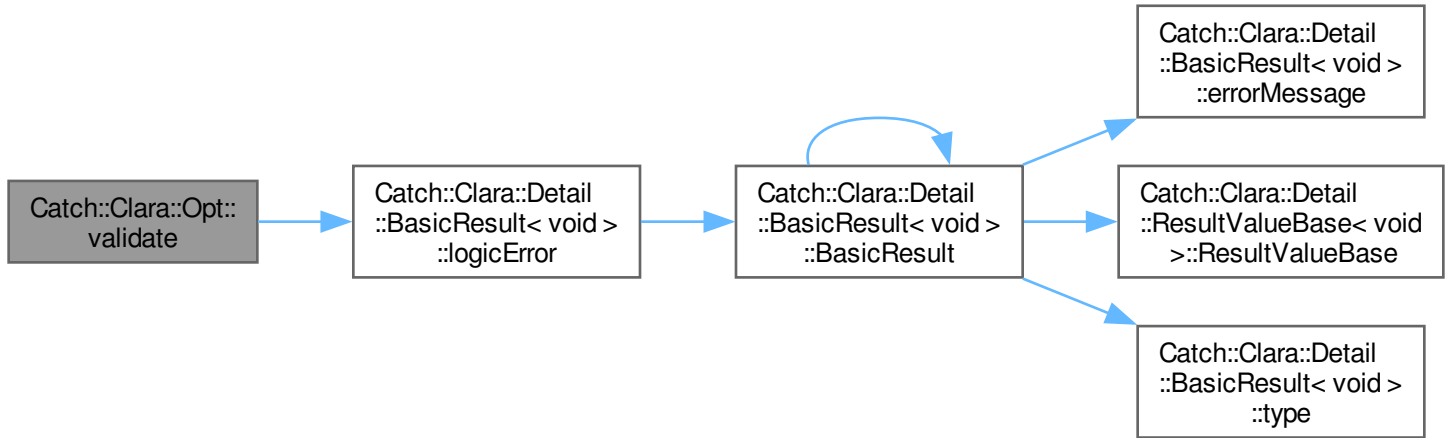 Catch::Clara::Opt::
validate
Catch::Clara::Detail
::BasicResult< void >
::logicError
Catch::Clara::Detail
::BasicResult< void >
::BasicResult
Catch::Clara::Detail
::BasicResult< void >
::errorMessage
Catch::Clara::Detail
::ResultValueBase< void
>::ResultValueBase
Catch::Clara::Detail
::BasicResult< void >
::type